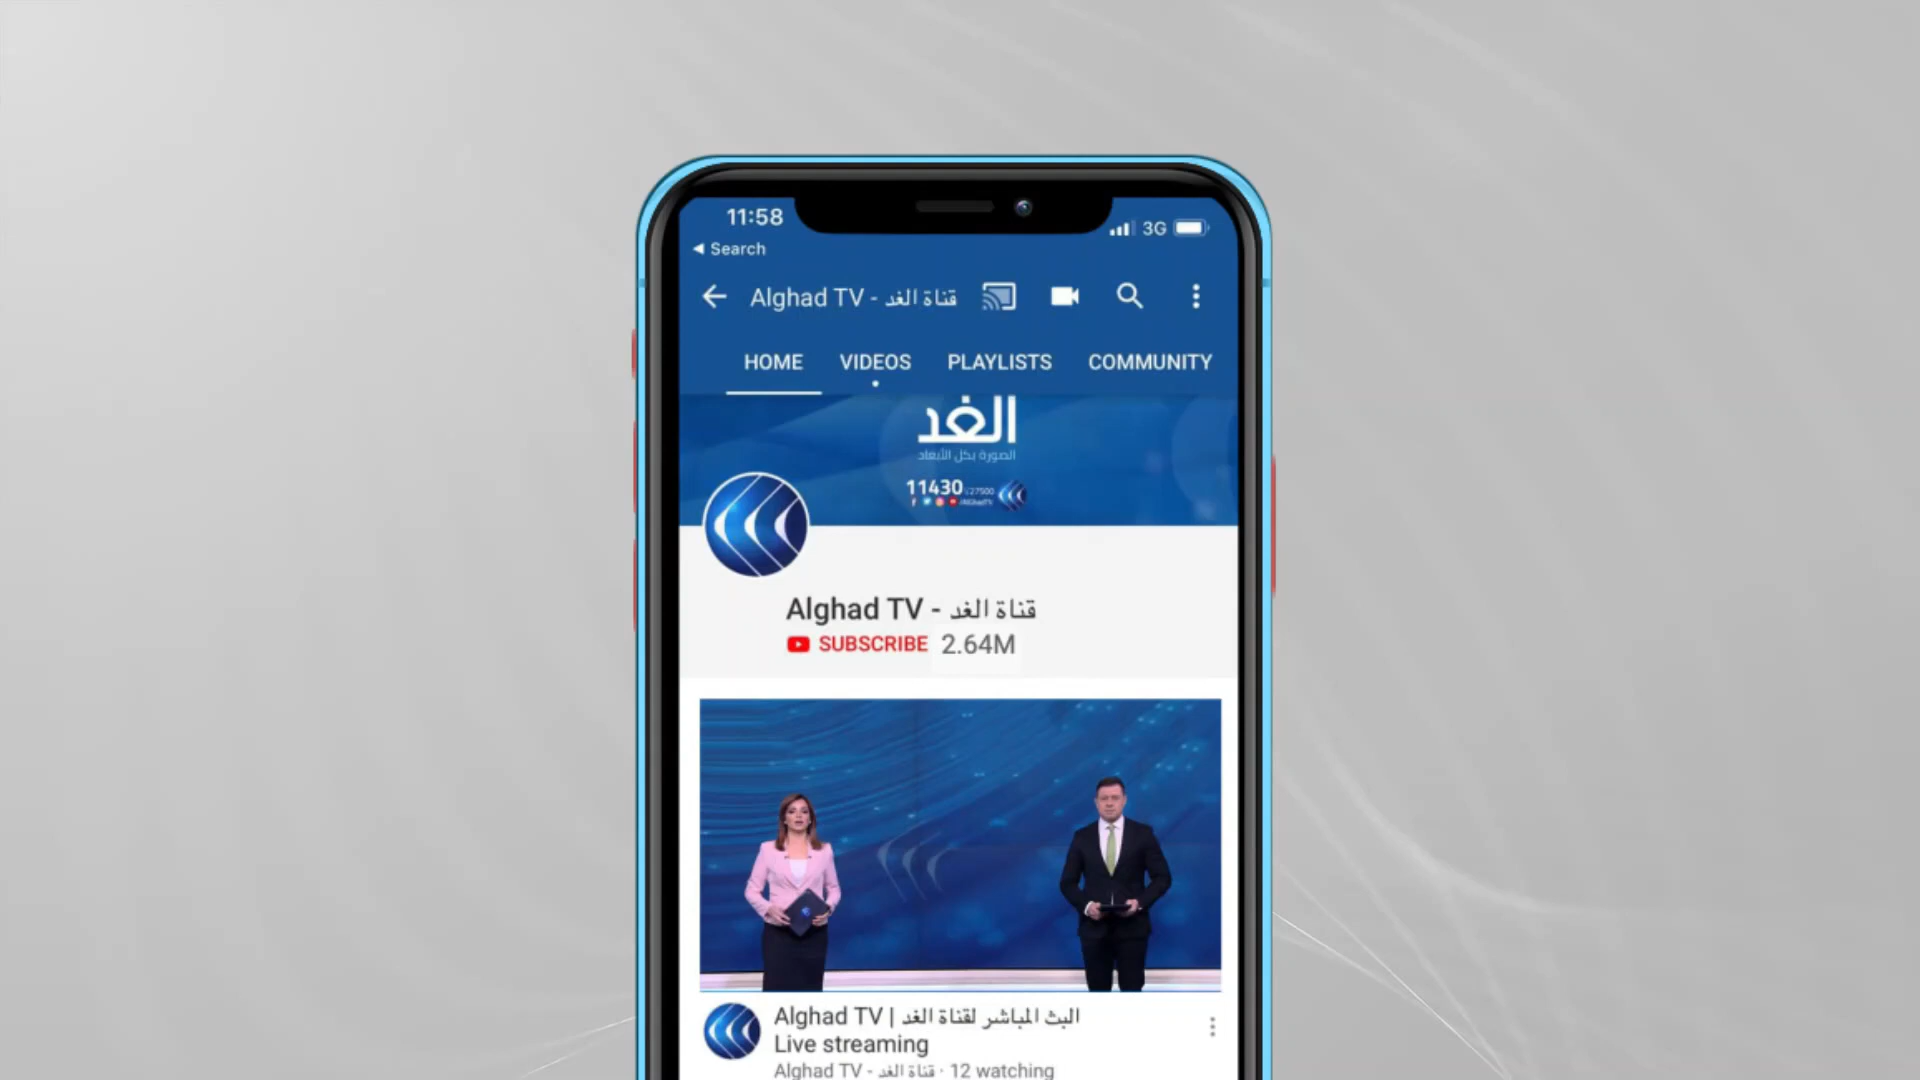 11:58
3G
Search
Alghad TV - قناة الغد
HOME VIDEOS PLAYLISTS COMMUNITY
الغد
الصورة بكل الأبعاد
11430 27500
Alghad TV - قناة الغد
SUBSCRIBE 2.64M
Alghad TV | البث المباشر لقناة الغد
Live streaming
Alghad TV - قناة الغد · 12 watching